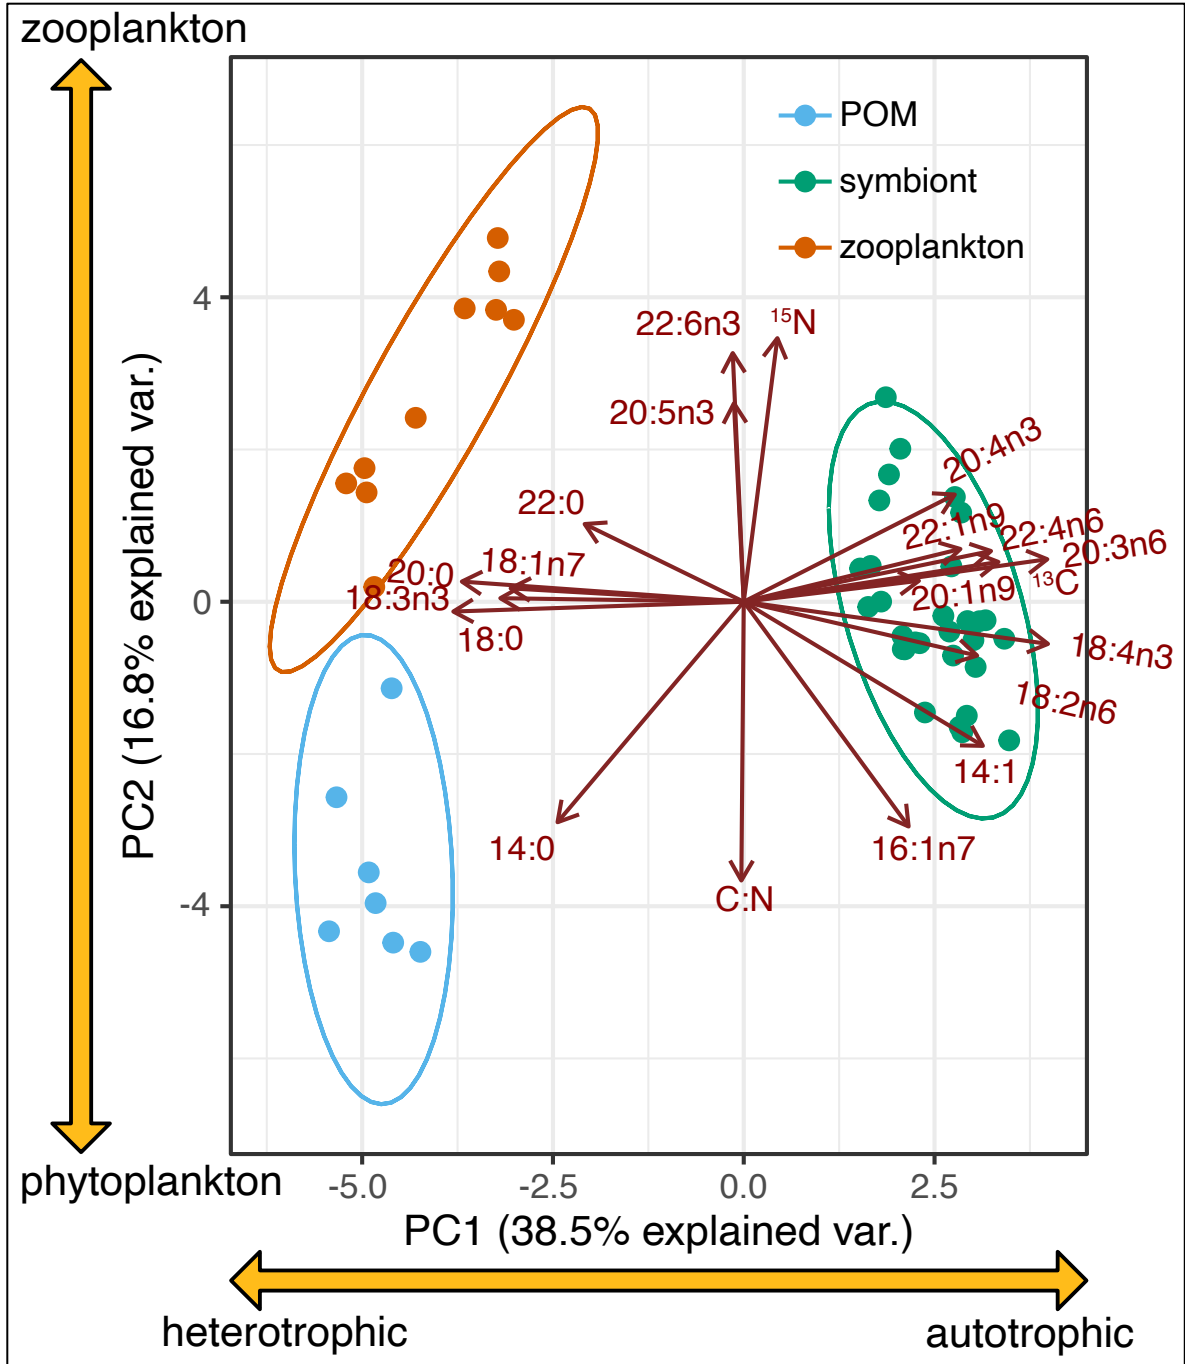 zooplankton
POM
symbiont
zooplankton
4
22:6n3
15N
20:5n3
20:4n3
22:0
22:1n9
22:4n6
20:3n6
18:1n7
20:0
13C
0
18:3n3
20:1n9
18:0
18:4n3
18:2n6
14:1
14:0
16:1n7
C:N
-4
PC2 (16.8% explained var.)
phytoplankton
-5.0
-2.5
0.0
2.5
PC1 (38.5% explained var.)
heterotrophic
autotrophic